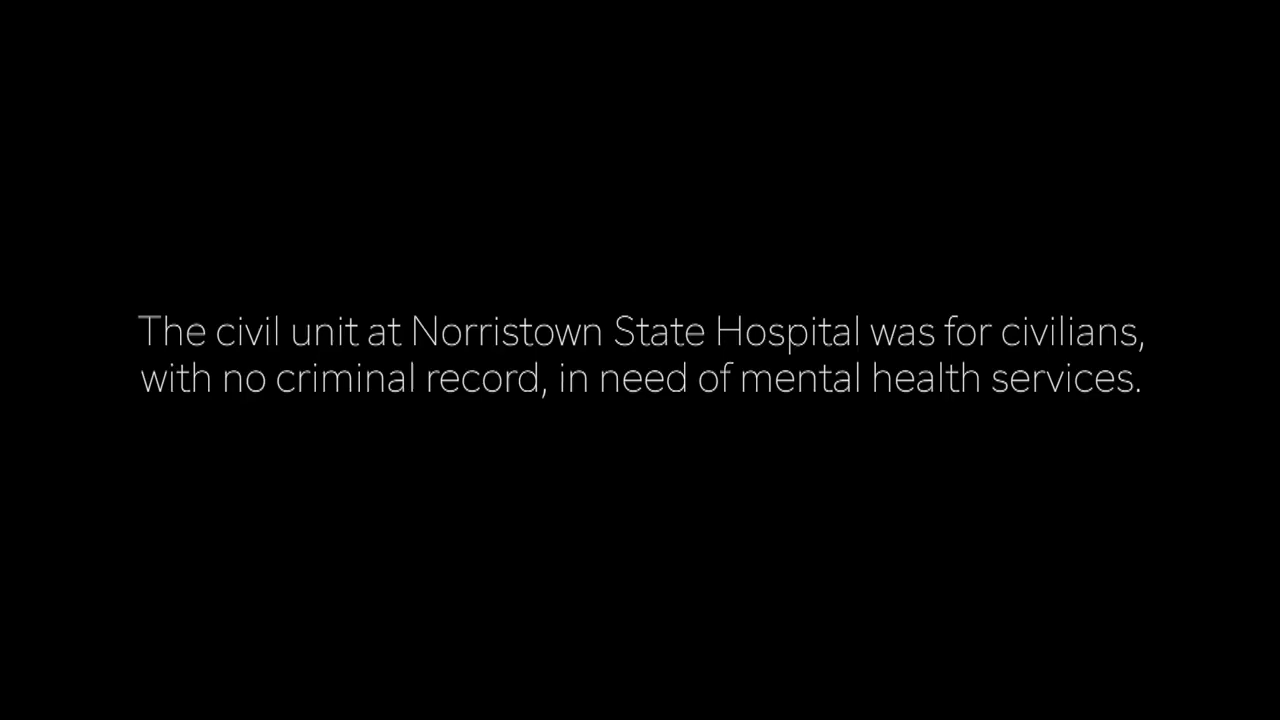 The civil unit at Norristown State Hospital was for civilians,
with no criminal record, in need of mental health services.